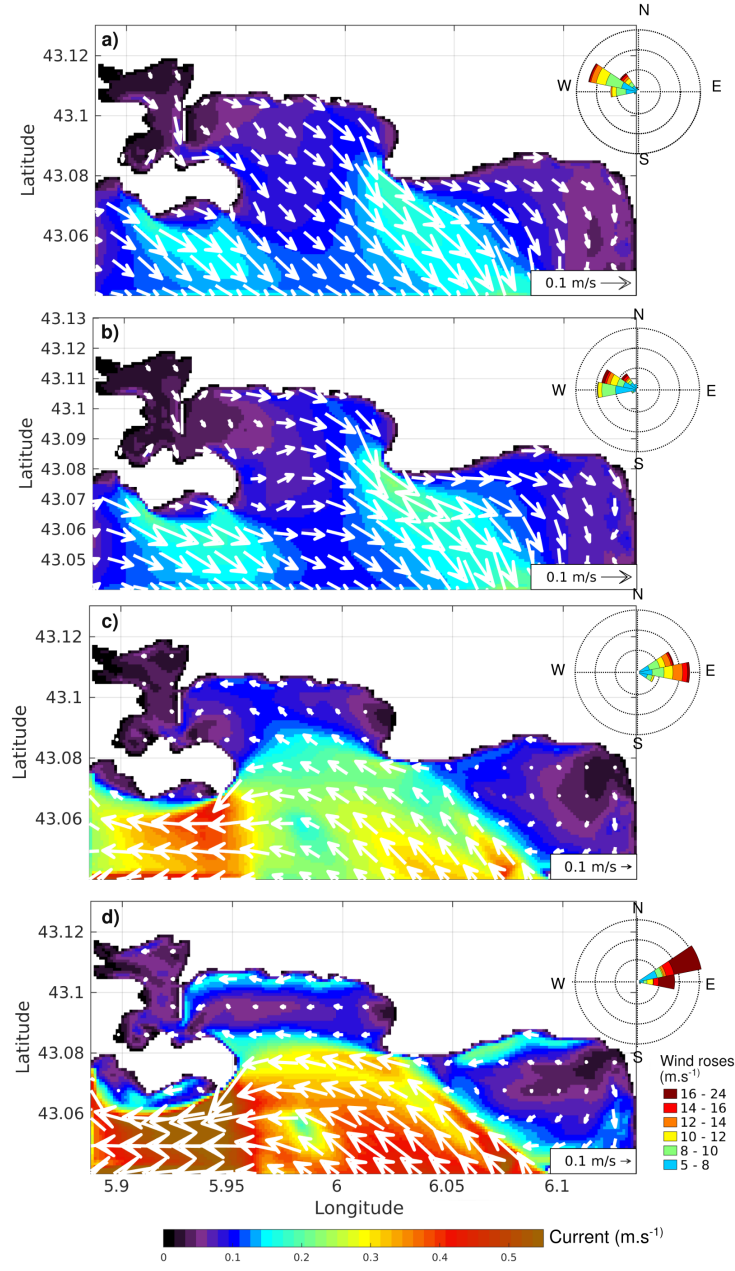 a)
N
W
E
S
43.12
43.1
43.08
43.06
Latitude
0.1 m/s
b)
N
W
E
S
43.13
43.12
43.11
43.1
43.09
43.08
43.07
43.06
43.05
Latitude
0.1 m/s
c)
N
W
E
S
43.12
43.1
43.08
43.06
Latitude
0.1 m/s
d)
N
W
E
S
43.12
43.1
43.08
43.06
Latitude
0.1 m/s
Wind roses
(m.s⁻¹)
16 - 24
14 - 16
12 - 14
10 - 12
8 - 10
5 - 8
5.9 5.95 6 6.05 6.1
Longitude
Current (m.s⁻¹)
0 0.1 0.2 0.3 0.4 0.5